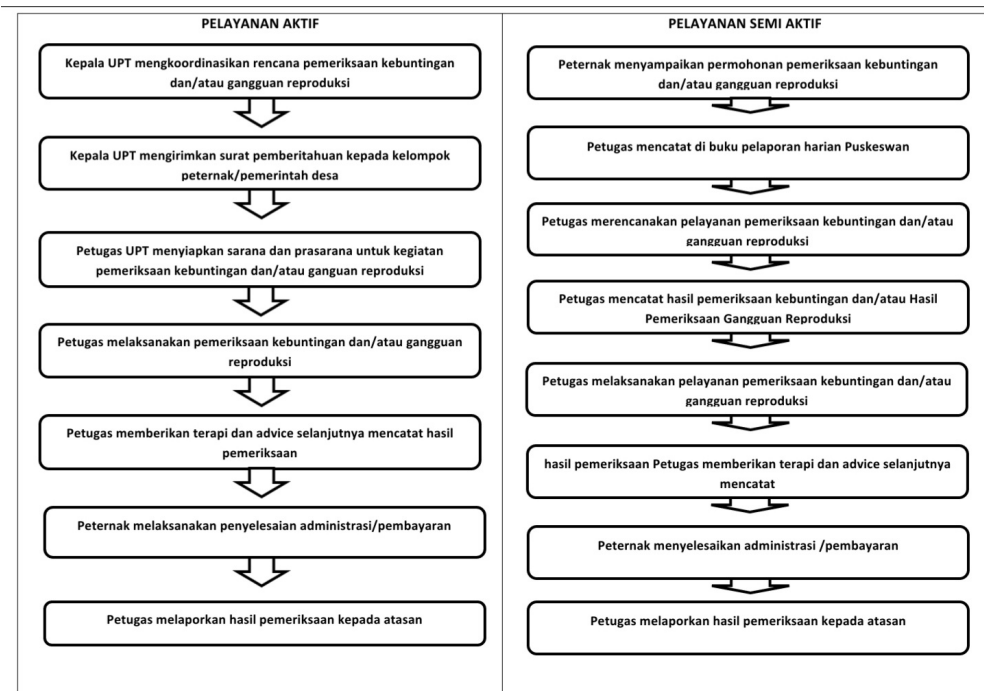 PELAYANAN AKTIF
Kepala UPT mengkoordinasikan rencana pemeriksaan kebuntingan
dan/atau gangguan reproduksi
Kepala UPT mengirimkan surat pemberitahuan kepada kelompok
peternak/pemerintah desa
Petugas UPT menyiapkan sarana dan prasarana untuk kegiatan
pemeriksaan kebuntingan dan/atau ganguan reproduksi
Petugas melaksanakan pemeriksaan kebuntingan dan/atau gangguan
reproduksi
Petugas memberikan terapi dan advice selanjutnya mencatat hasil
pemeriksaan
Peternak melaksanakan penyelesaian administrasi/pembayaran
Petugas melaporkan hasil pemeriksaan kepada atasan
PELAYANAN SEMI AKTIF
Peternak menyampaikan permohonan pemeriksaan kebuntingan
dan/atau gangguan reproduksi
Petugas mencatat di buku pelaporan harian Puskeswan
Petugas merencanakan pelayanan pemeriksaan kebuntingan dan/atau
gangguan reproduksi
Petugas mencatat hasil pemeriksaan kebuntingan dan/atau Hasil
Pemeriksaan Gangguan Reproduksi
Petugas melaksanakan pelayanan pemeriksaan kebuntingan dan/atau
gangguan reproduksi
hasil pemeriksaan Petugas memberikan terapi dan advice selanjutnya
mencatat
Peternak menyelesaikan administrasi /pembayaran
Petugas melaporkan hasil pemeriksaan kepada atasan